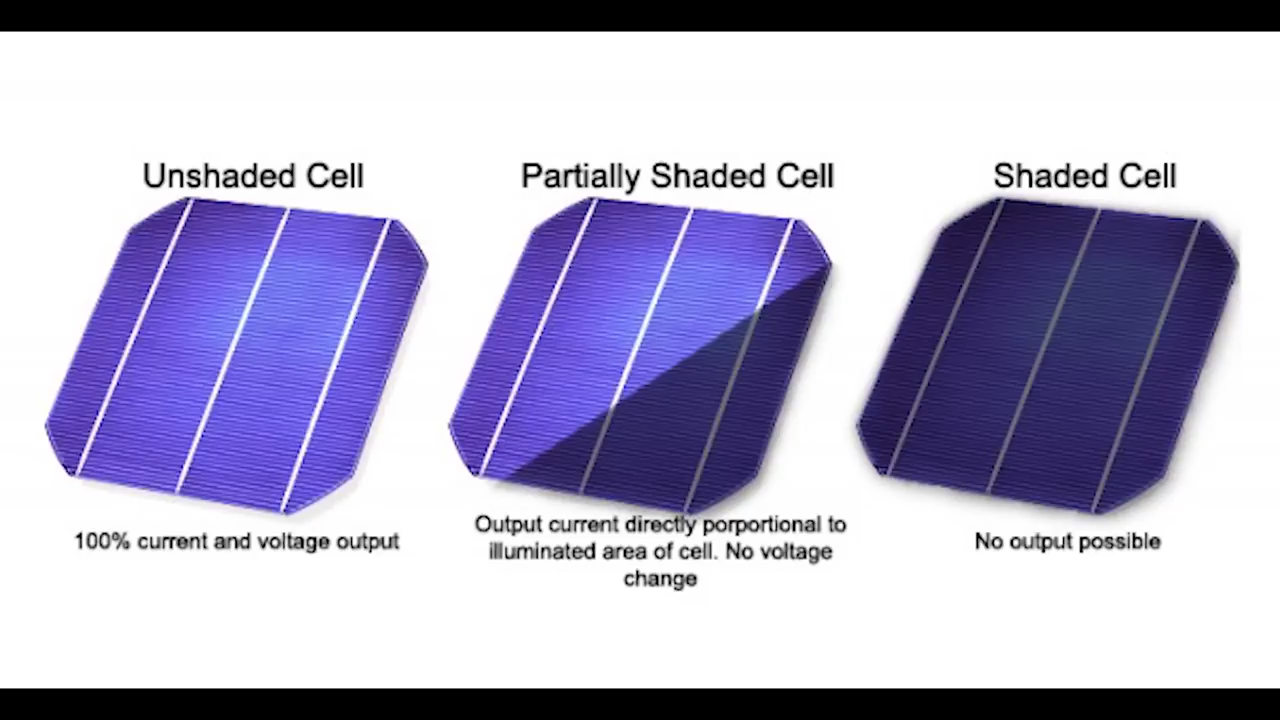 Unshaded Cell
Partially Shaded Cell
Shaded Cell
100% current and voltage output
Output current directly porportional to
illuminated area of cell. No voltage
change
No output possible